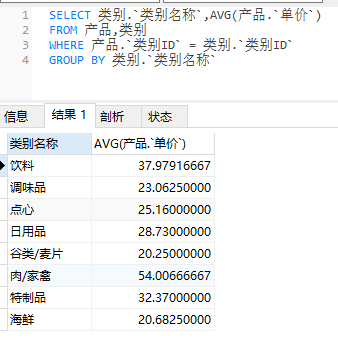 1 SELECT 类别.`类别名称`,AVG(产品.`单价`)
2 FROM 产品,类别
3 WHERE 产品.`类别ID` = 类别.`类别ID`
4 GROUP BY 类别.`类别名称`
信息 结果 1 剖析 状态
类别名称 AVG(产品.`单价`)
饮料 37.97916667
调味品 23.06250000
点心 25.16000000
日用品 28.73000000
谷类/麦片 20.25000000
肉/家禽 54.00666667
特制品 32.37000000
海鲜 20.68250000